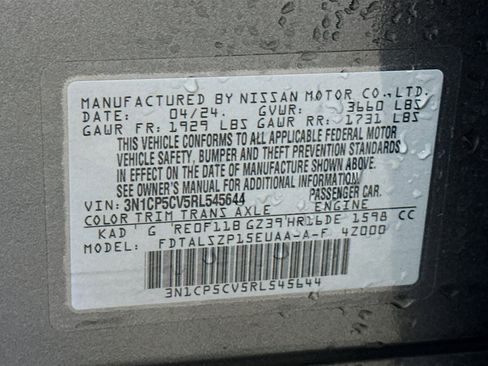 MANUFACTURED BY NISSAN MOTOR CO.,LTD.
DATE: 04/24. GVWR: 3660 LBS
GAWR FR: 1929 LBS GAWR RR: 1731 LBS
THIS VEHICLE CONFORMS TO ALL APPLICABLE FEDERAL MOTOR
VEHICLE SAFETY, BUMPER AND THEFT PREVENTION STANDARDS
IN EFFECT ON THE DATE OF MANUFACTURE SHOWN ABOVE.
SEE OWNER'S MANUAL FOR ADDITIONAL INFORMATION.
VIN: 3N1CP5CV5RL545644 PASSENGER CAR.
COLOR TRIM TRANS AXLE ENGINE
KAD G RE0F11B GZ39 HR16DE 1598 CC
MODEL: FDTALSZP15EUAA-A-F 4Z000
3N1CP5CV5RL545644